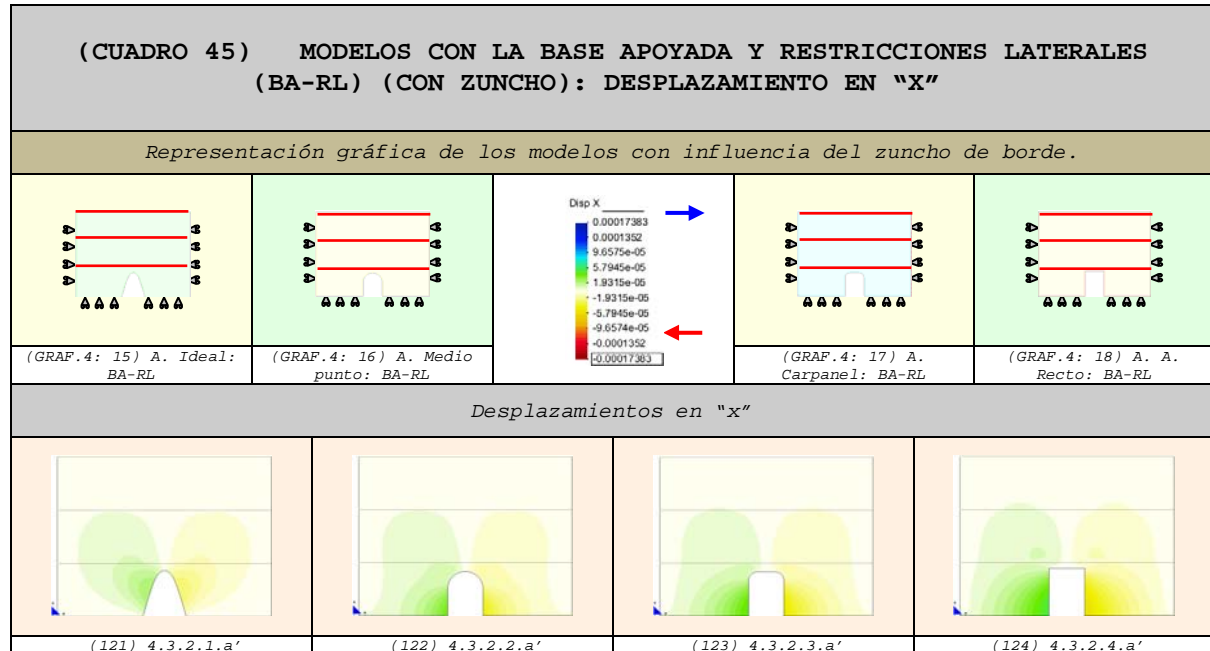 (CUADRO 45)   MODELOS CON LA BASE APOYADA Y RESTRICCIONES LATERALES
(BA-RL) (CON ZUNCHO): DESPLAZAMIENTO EN “X”
Representación gráfica de los modelos con influencia del zuncho de borde.
Disp X
0.00017383
0.0001352
9.6575e-05
5.7945e-05
1.9315e-05
-1.9315e-05
-5.7945e-05
-9.6574e-05
-0.0001352
-0.00017383
(GRAF.4: 15) A. Ideal:
BA-RL
(GRAF.4: 16) A. Medio
punto: BA-RL
(GRAF.4: 17) A.
Carpanel: BA-RL
(GRAF.4: 18) A. A.
Recto: BA-RL
Desplazamientos en “x”
(121) 4.3.2.1.a’
(122) 4.3.2.2.a’
(123) 4.3.2.3.a’
(124) 4.3.2.4.a’